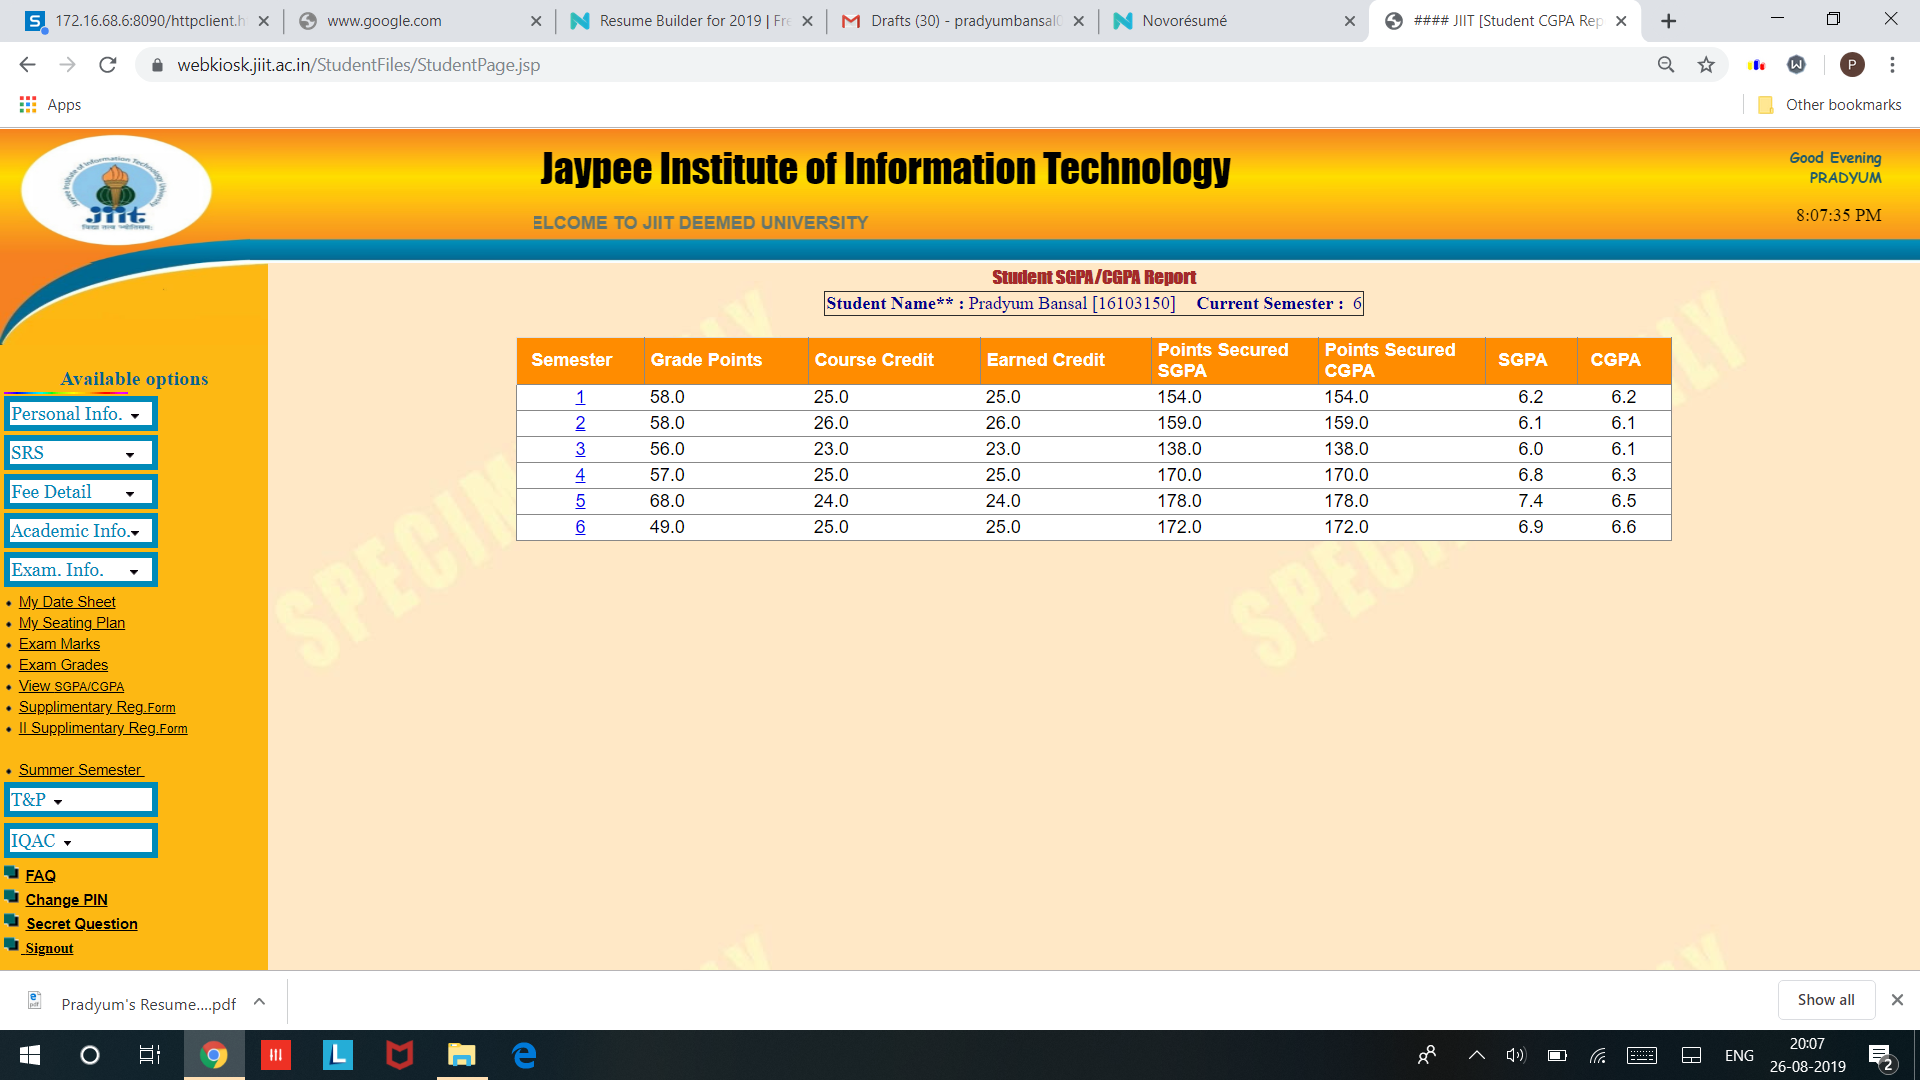 172.16.68.6:8090/httpclient.h
www.google.com
Resume Builder for 2019 | Fre
Drafts (30) - pradyumbansal0
Novorésumé
#### JIIT [Student CGPA Rep
webkiosk.jiit.ac.in/StudentFiles/StudentPage.jsp
P
Apps
Other bookmarks
jiit
Jaypee Institute of Information Technology
ELCOME TO JIIT DEEMED UNIVERSITY
Good Evening
PRADYUM
8:07:35 PM
Student SGPA/CGPA Report
Student Name** : Pradyum Bansal [16103150] Current Semester : 6
Semester Grade Points Course Credit Earned Credit Points Secured SGPA Points Secured CGPA SGPA CGPA
1 58.0 25.0 25.0 154.0 154.0 6.2 6.2
2 58.0 26.0 26.0 159.0 159.0 6.1 6.1
3 56.0 23.0 23.0 138.0 138.0 6.0 6.1
4 57.0 25.0 25.0 170.0 170.0 6.8 6.3
5 68.0 24.0 24.0 178.0 178.0 7.4 6.5
6 49.0 25.0 25.0 172.0 172.0 6.9 6.6
Available options
Personal Info.
SRS
Fee Detail
Academic Info.
Exam. Info.
My Date Sheet
My Seating Plan
Exam Marks
Exam Grades
View SGPA/CGPA
Supplimentary Reg.Form
II Supplimentary Reg.Form
Summer Semester
T&P
IQAC
FAQ
Change PIN
Secret Question
Signout
Pradyum's Resume....pdf
Show all
ENG
20:07
26-08-2019
2